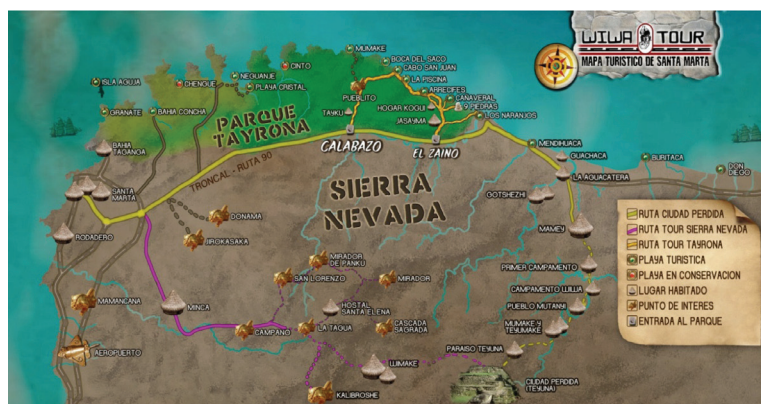 WIWA TOUR
MAPA TURISTICO DE SANTA MARTA
MUMAKE
BOCA DEL SACO
CABO SAN JUAN
LA PISCINA
ARRECIFES
CAÑAVERAL
9 PIEDRAS
LOS NARANJOS
CINTO
NEGUANJE
PLAYA CRISTAL
CHENGUE
ISLA AGUJA
GRANATE
BAHIA CONCHA
PUEBLITO
TAYKU
HOGAR KOGUI
JASAYMA
PARQUE
TAYRONA
CALABAZO
EL ZAINO
MENDIHUACA
GUACHACA
BURITACA
DON
DIEGO
LA AGUACATERA
BAHIA
TAGANGA
TRONCAL - RUTA 90
SIERRA
NEVADA
GOTSHEZHI
SANTA
MARTA
DONAMA
JIROKASAKA
RODADERO
MAMEY
MIRADOR
DE PANKU
SAN LORENZO
MIRADOR
PRIMER CAMPAMENTO
CAMPAMENTO WIWA
PUEBLO MUTANYI
MAMANCANA
MINCA
HOSTAL
SANTA ELENA
CAMPANO
LA TAGUA
CASCADA
SAGRADA
MUMAKE Y
TEYUMAKE
AEROPUERTO
PARAISO TEYUNA
WIMAKE
KALIBROSHE
CIUDAD PERDIDA
(TEYUNA)
RUTA CIUDAD PERDIDA
RUTA TOUR SIERRA NEVADA
RUTA TOUR TAYRONA
PLAYA TURISTICA
PLAYA EN CONSERVACION
LUGAR HABITADO
PUNTO DE INTERES
ENTRADA AL PARQUE